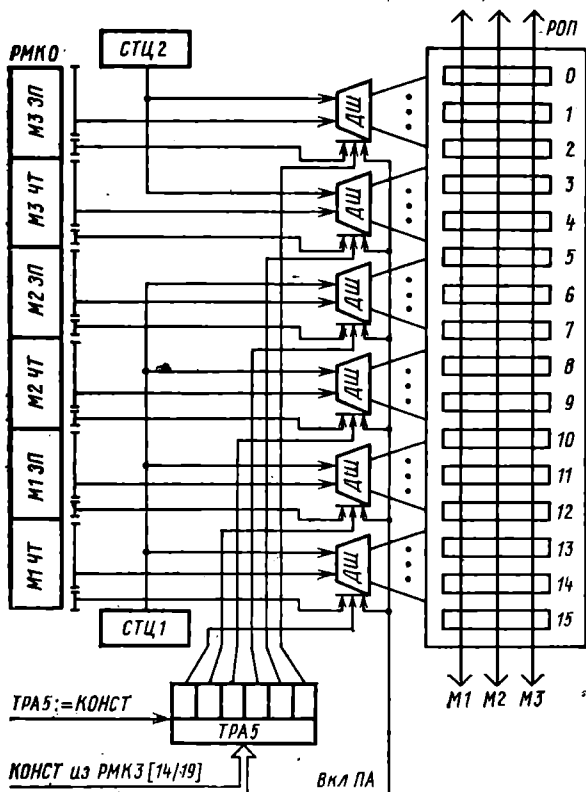 РОП
СТЦ2
РМК0
М3 ЗП
М3 ЧТ
М2 ЗП
М2 ЧТ
М1 ЗП
М1 ЧТ
ДШ
ДШ
ДШ
ДШ
ДШ
ДШ
0
1
2
3
4
5
6
7
8
9
10
11
12
13
14
15
СТЦ1
М1 М2 М3
ТРА5:=КОНСТ
ТРА5
КОНСТ из РМК3 [14/19]
Вкл ПА